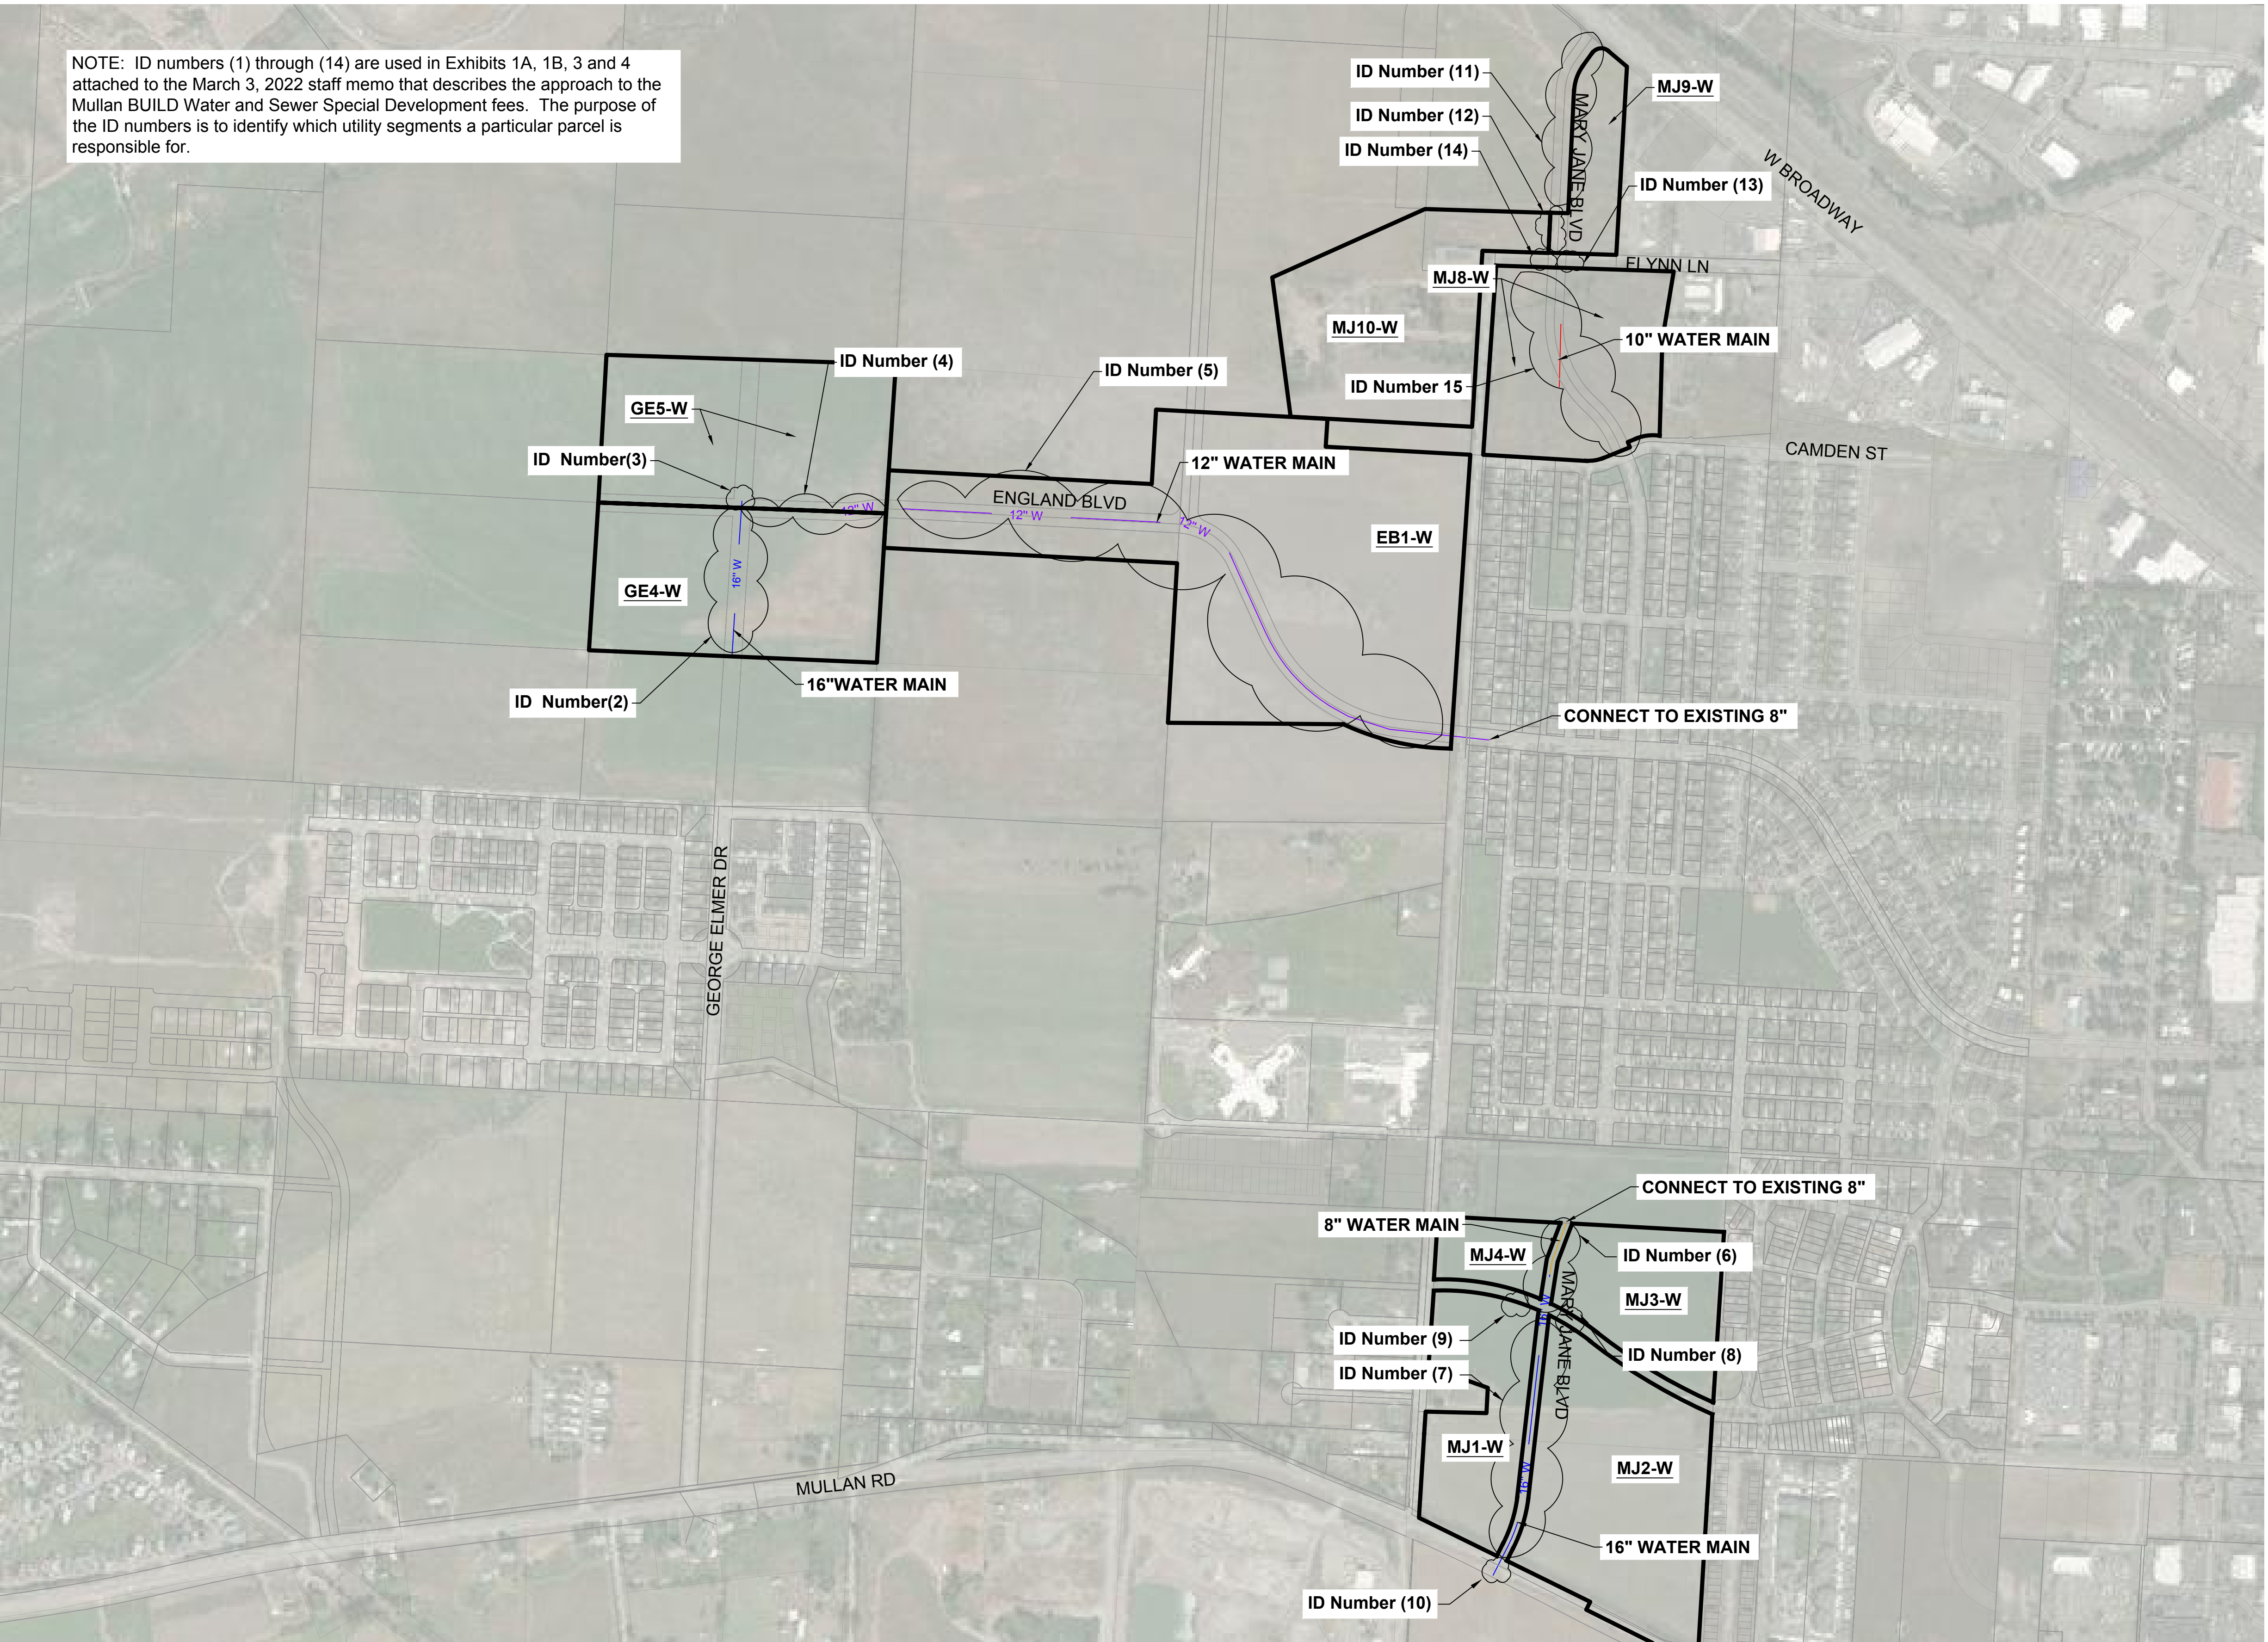 NOTE: ID numbers (1) through (14) are used in Exhibits 1A, 1B, 3 and 4
attached to the March 3, 2022 staff memo that describes the approach to the
Mullan BUILD Water and Sewer Special Development fees. The purpose of
the ID numbers is to identify which utility segments a particular parcel is
responsible for.
ID Number (11)
MJ9-W
ID Number (12)
ID Number (14)
MARY JANE BLVD
ID Number (13)
W BROADWAY
FLYNN LN
MJ8-W
MJ10-W
10" WATER MAIN
ID Number 15
ID Number (4)
ID Number (5)
GE5-W
ID Number(3)
12" WATER MAIN
CAMDEN ST
ENGLAND BLVD
12" W
12" W
12" W
EB1-W
16" W
GE4-W
16"WATER MAIN
ID Number(2)
CONNECT TO EXISTING 8"
GEORGE ELMER DR
CONNECT TO EXISTING 8"
8" WATER MAIN
MJ4-W
ID Number (6)
MARY JANE BLVD
MJ3-W
16" W
ID Number (9)
ID Number (8)
ID Number (7)
MJ1-W
MJ2-W
16" W
MULLAN RD
16" WATER MAIN
ID Number (10)